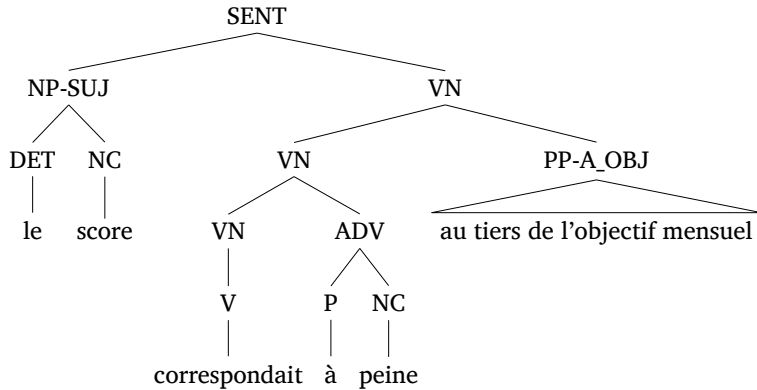 SENT
NP-SUJ VN
DET NC VN PP-A_OBJ
le score VN ADV au tiers de l’objectif mensuel
V P NC
correspondait à peine